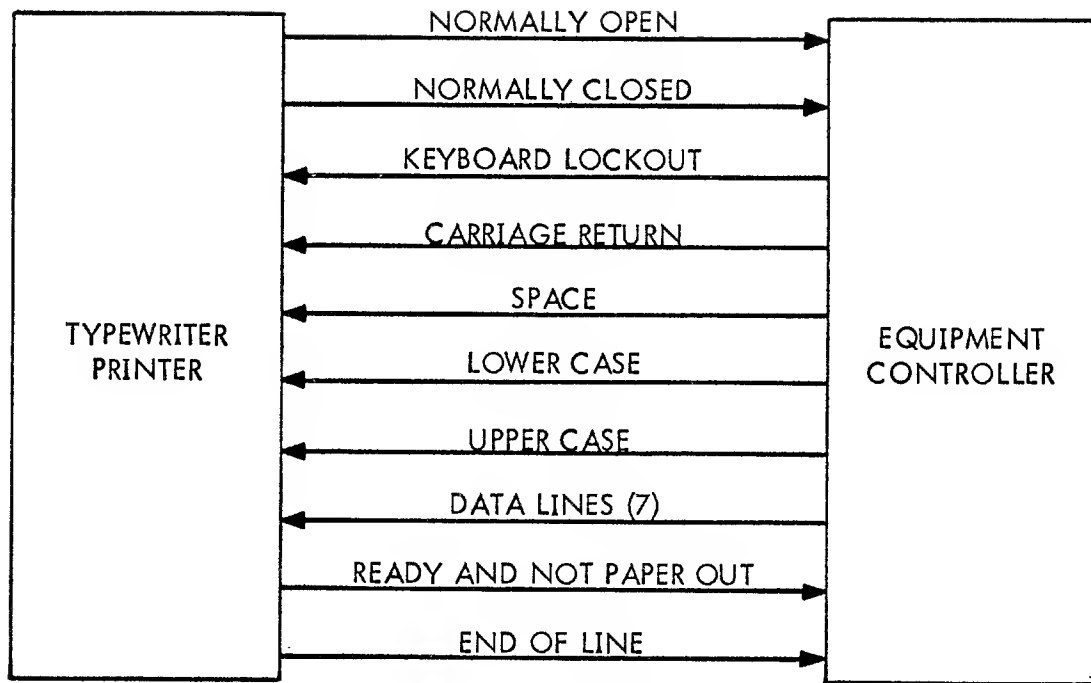 NORMALLY OPEN
NORMALLY CLOSED
KEYBOARD LOCKOUT
CARRIAGE RETURN
SPACE
TYPEWRITER
PRINTER
LOWER CASE
EQUIPMENT
CONTROLLER
UPPER CASE
DATA LINES (7)
READY AND NOT PAPER OUT
END OF LINE